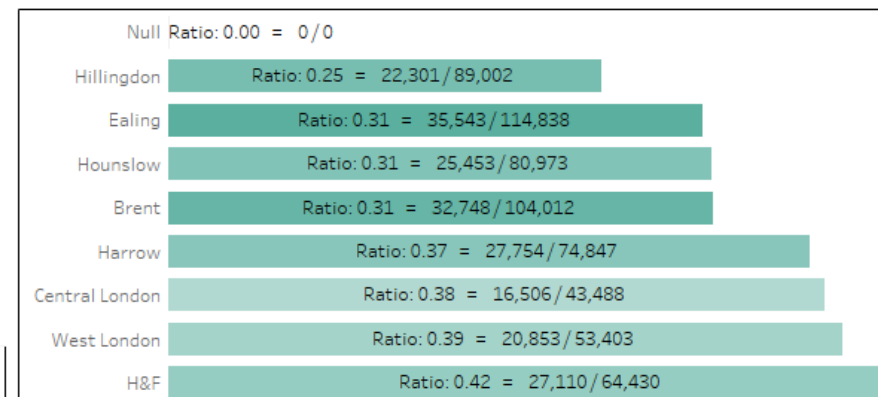 Null Ratio: 0.00 = 0/0
Hillingdon Ratio: 0.25 = 22,301/89,002
Ealing Ratio: 0.31 = 35,543/114,838
Hounslow Ratio: 0.31 = 25,453/80,973
Brent Ratio: 0.31 = 32,748/104,012
Harrow Ratio: 0.37 = 27,754/74,847
Central London Ratio: 0.38 = 16,506/43,488
West London Ratio: 0.39 = 20,853/53,403
H&F Ratio: 0.42 = 27,110/64,430